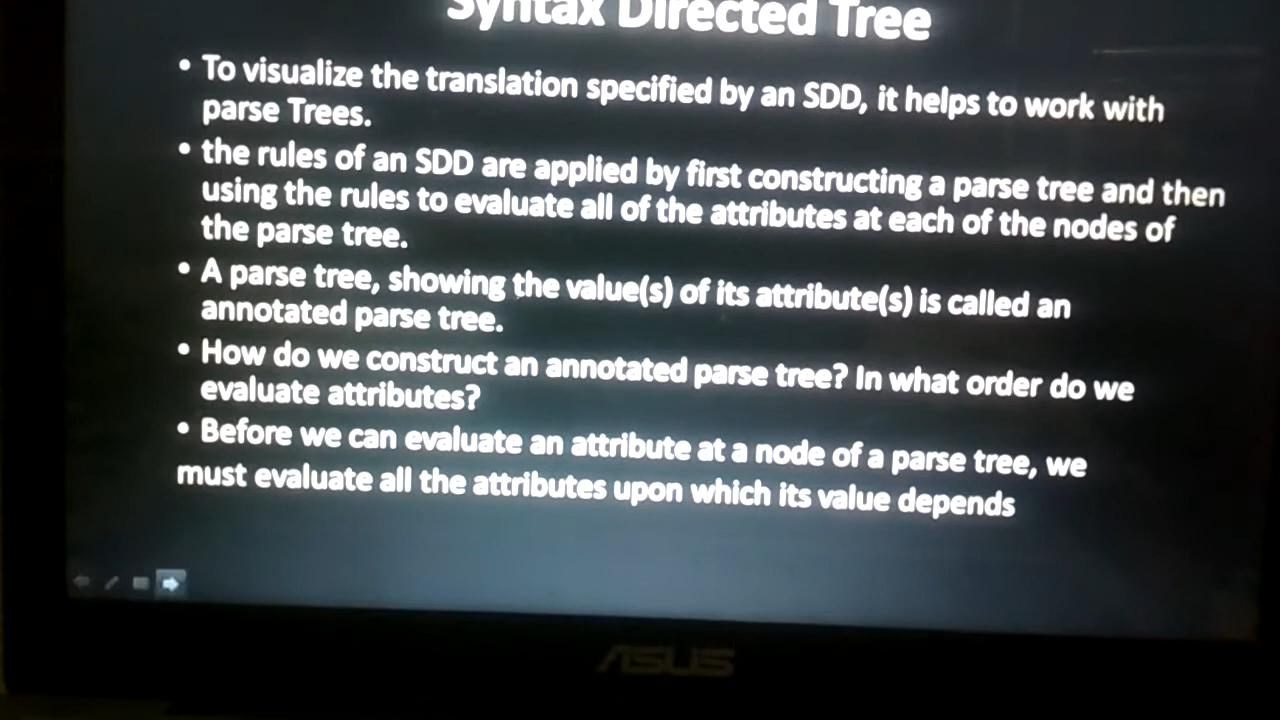 Syntax Directed Tree
• To visualize the translation specified by an SDD, it helps to work with
parse Trees.
• the rules of an SDD are applied by first constructing a parse tree and then
using the rules to evaluate all of the attributes at each of the nodes of
the parse tree.
• A parse tree, showing the value(s) of its attribute(s) is called an
annotated parse tree.
• How do we construct an annotated parse tree? In what order do we
evaluate attributes?
• Before we can evaluate an attribute at a node of a parse tree, we
must evaluate all the attributes upon which its value depends
ASUS